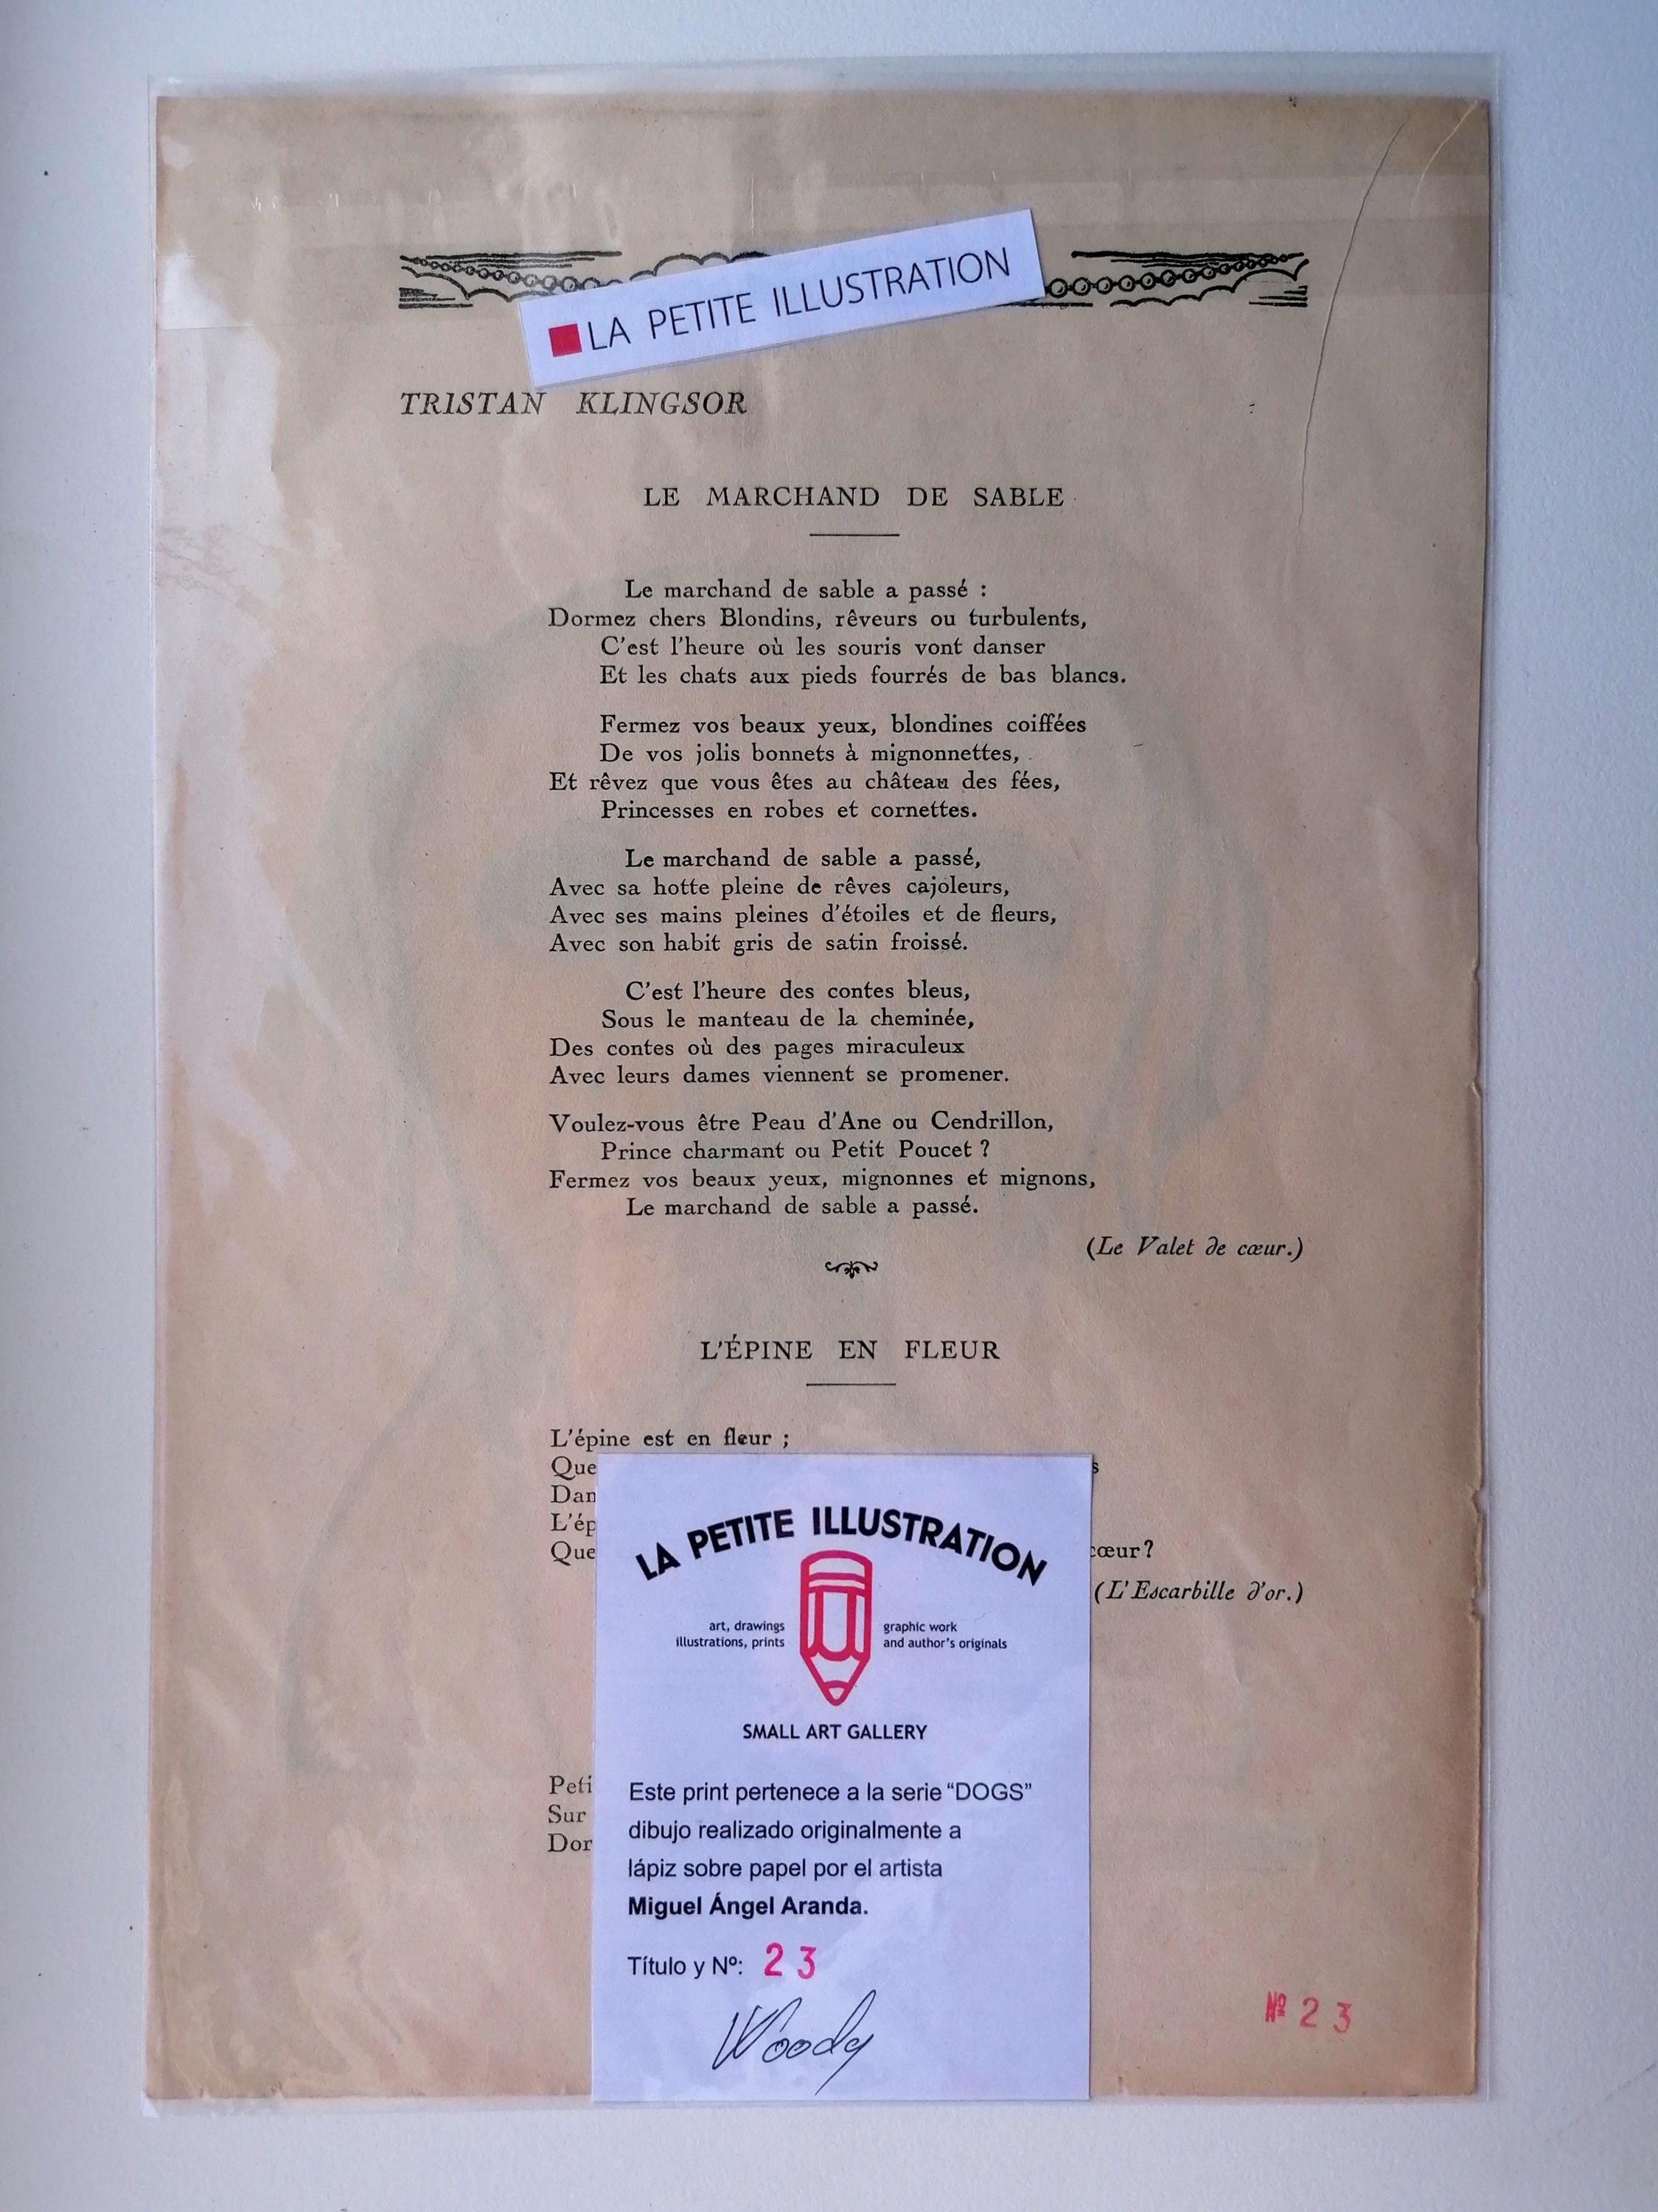 LA PETITE ILLUSTRATION
TRISTAN KLINGSOR
LE MARCHAND DE SABLE
Le marchand de sable a passé :
Dormez chers Blondins, rêveurs ou turbulents,
C'est l'heure où les souris vont danser
Et les chats aux pieds fourrés de bas blancs.
Fermez vos beaux yeux, blondines coiffées
De vos jolis bonnets à mignonnettes,
Et rêvez que vous êtes au château des fées,
Princesses en robes et cornettes.
Le marchand de sable a passé,
Avec sa hotte pleine de rêves cajoleurs,
Avec ses mains pleines d'étoiles et de fleurs,
Avec son habit gris de satin froissé.
C'est l'heure des contes bleus,
Sous le manteau de la cheminée,
Des contes où des pages miraculeux
Avec leurs dames viennent se promener.
Voulez-vous être Peau d'Ane ou Cendrillon,
Prince charmant ou Petit Poucet ?
Fermez vos beaux yeux, mignonnes et mignons,
Le marchand de sable a passé.
(Le Valet de cœur.)
L'ÉPINE EN FLEUR
L'épine est en fleur ;
Que
Dan
L'ép
Que cœur ?
(L'Escarbille d'or.)
Peti
Sur
Dor
LA PETITE ILLUSTRATION
art, drawings
illustrations, prints
graphic work
and author's originals
SMALL ART GALLERY
Este print pertenece a la serie “DOGS”
dibujo realizado originalmente a
lápiz sobre papel por el artista
Miguel Ángel Aranda.
Título y Nº: 23
Woody
Nº 23